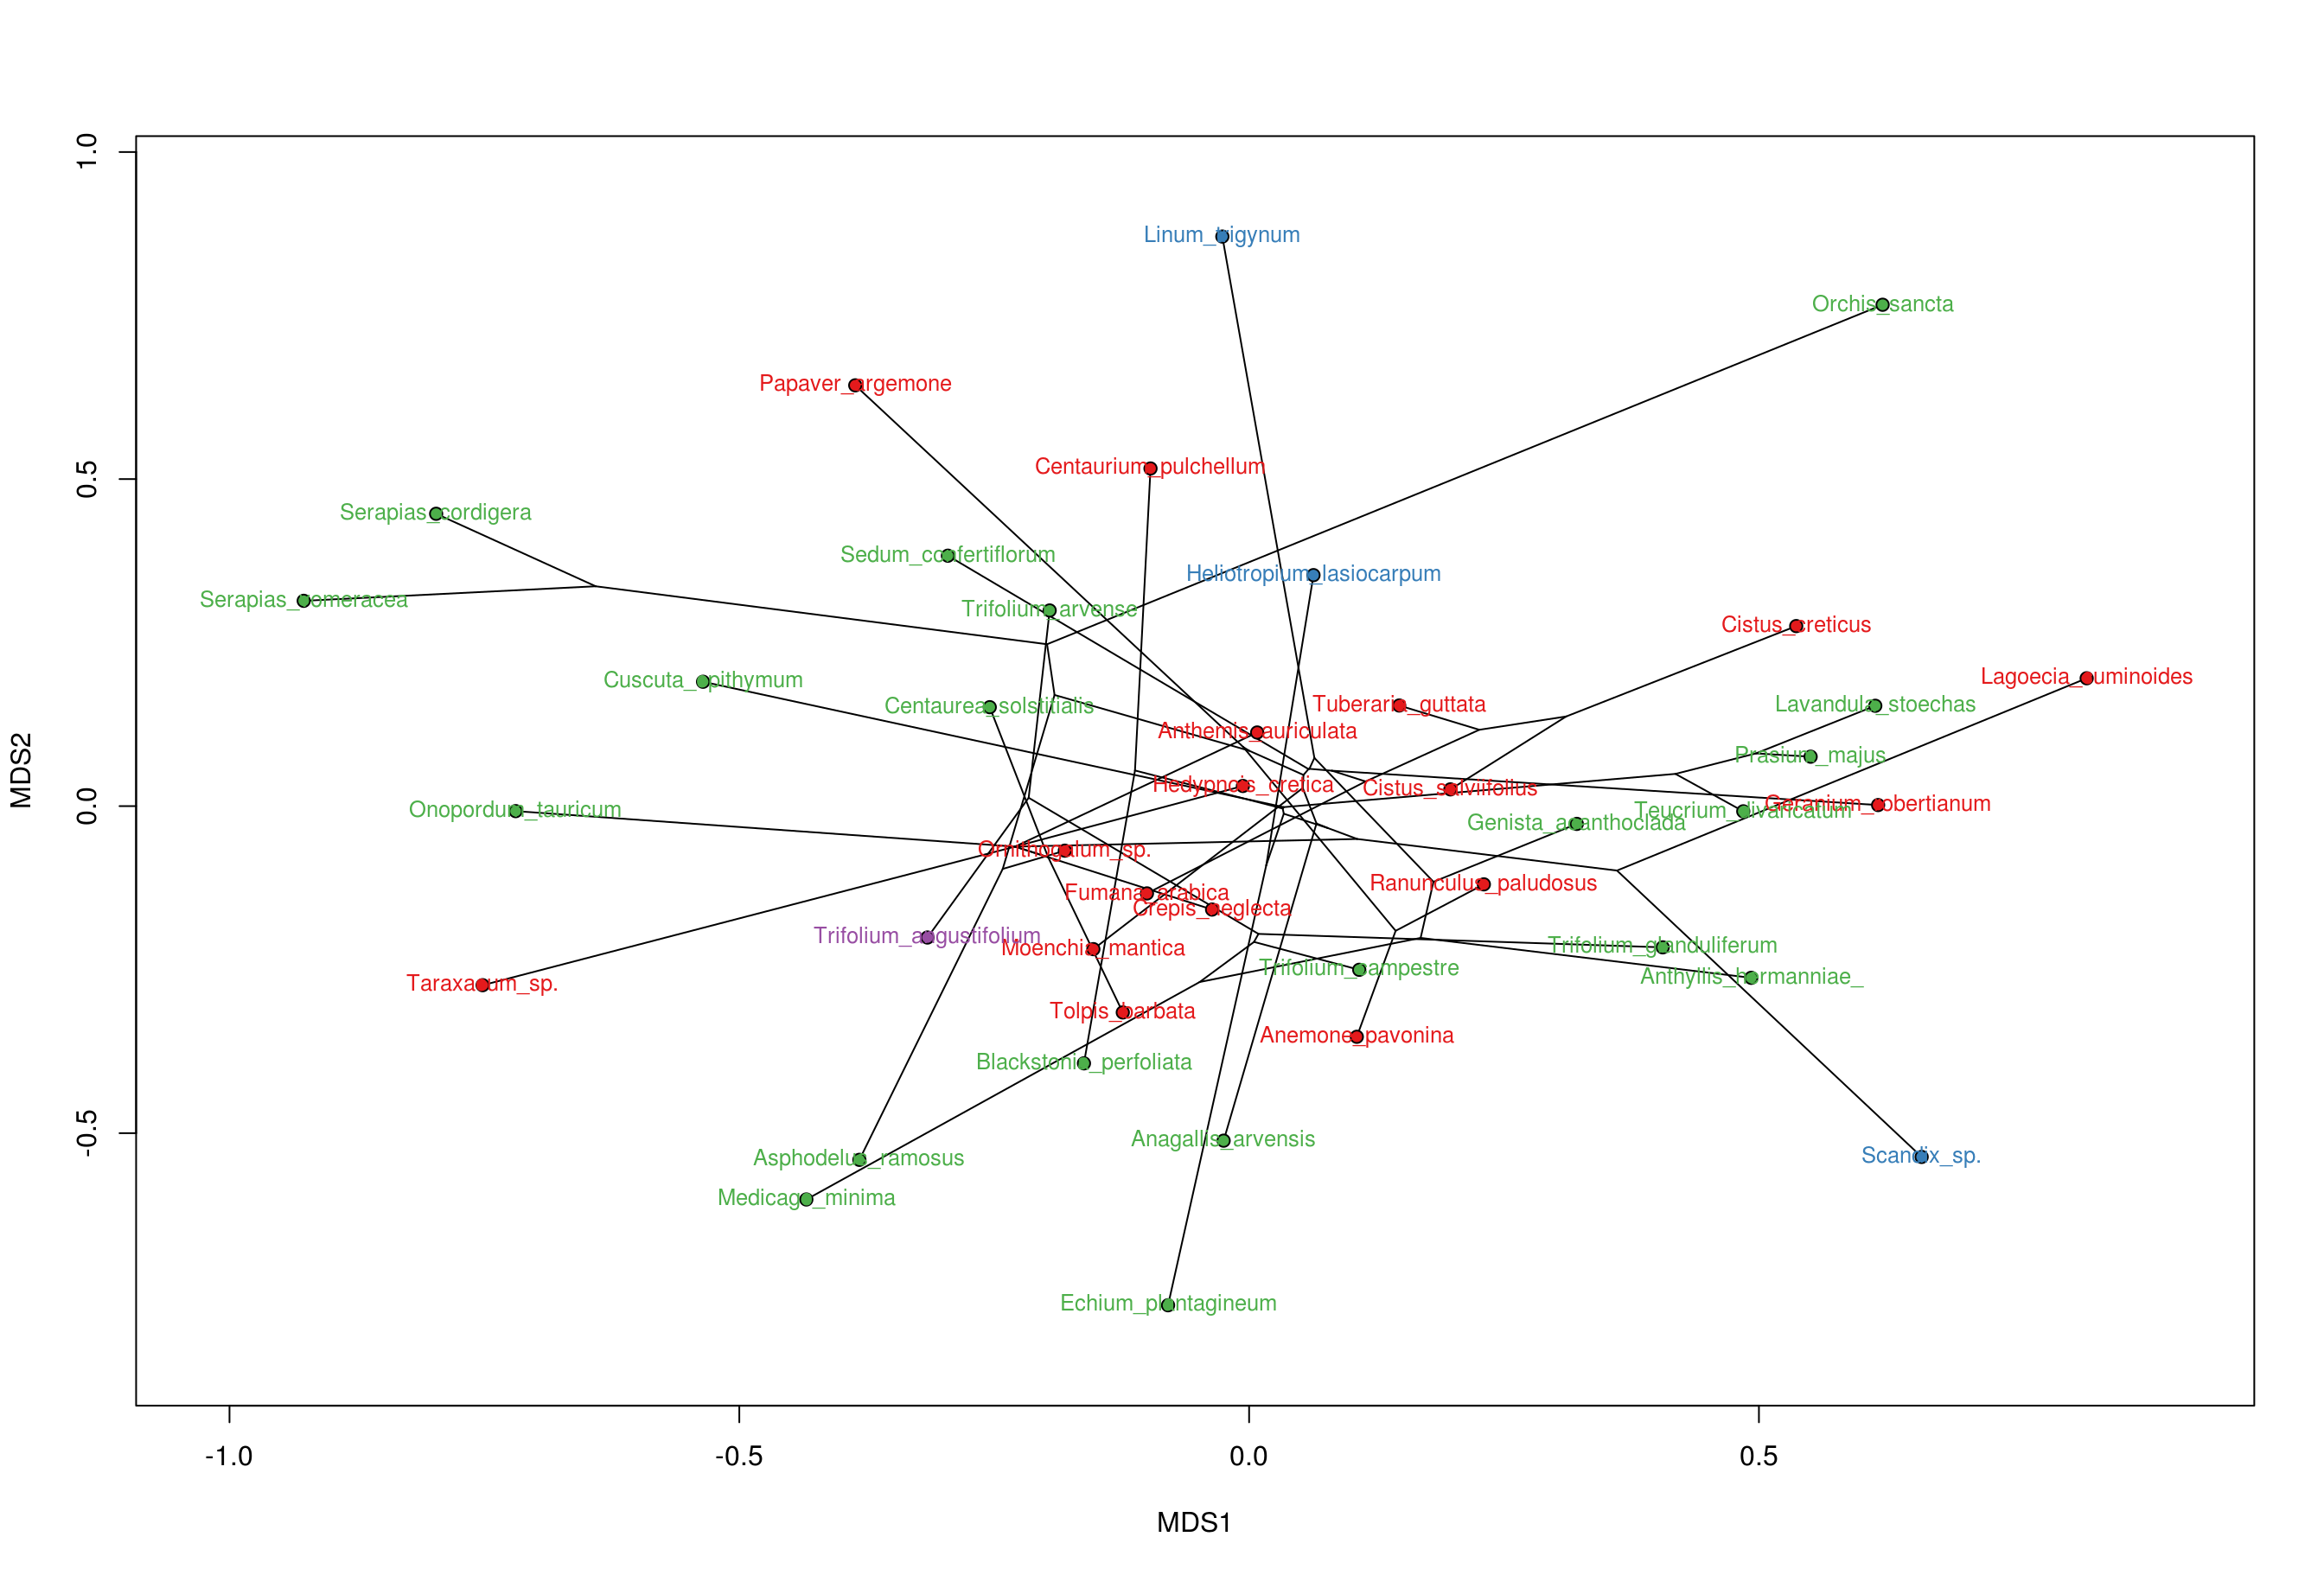 1.0
0.5
0.0
-0.5
MDS2
Linum_trigynum
Orchis_sancta
Papaver_argemone
Centaurium_pulchellum
Serapias_cordigera
Sedum_confertiflorum
Heliotropium_lasiocarpum
Serapias_vomeracea
Trifolium_arvense
Cistus_creticus
Cuscuta_epithymum
Lagoecia_cuminoides
Centaurea_solstitialis
Tuberaria_guttata
Lavandula_stoechas
Anthemis_auriculata
Prasium_majus
Hedypnois_cretica
Cistus_salviifolius
Onopordum_tauricum
Teucrium_divaricatum
Geranium_robertianum
Genista_acanthoclada
Ornithogalum_sp.
Ranunculus_paludosus
Fumana_arabica
Crepis_neglecta
Trifolium_angustifolium
Moenchia_mantica
Trifolium_glanduliferum
Trifolium_campestre
Anthyllis_hermanniae_
Taraxacum_sp.
Tolpis_barbata
Anemone_pavonina
Blackstonia_perfoliata
Anagallis_arvensis
Asphodelus_ramosus
Scandix_sp.
Medicago_minima
Echium_plantagineum
-1.0 -0.5 0.0 0.5
MDS1